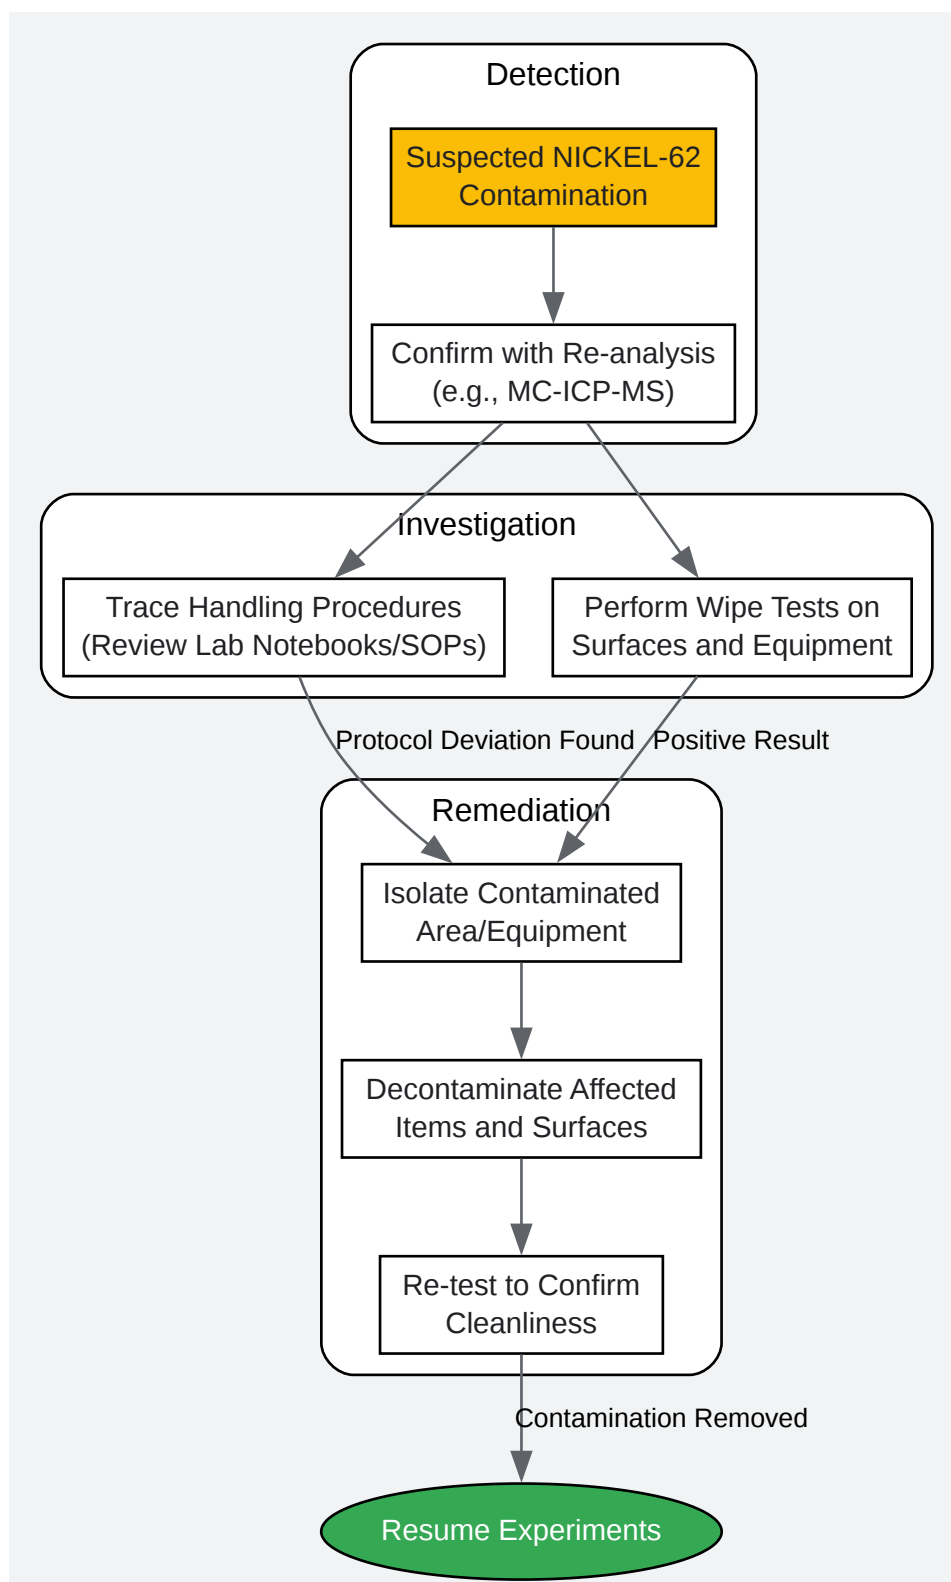 Detection
Suspected NICKEL-62
Contamination
Confirm with Re-analysis
(e.g., MC-ICP-MS)
Investigation
Trace Handling Procedures
(Review Lab Notebooks/SOPs)
Perform Wipe Tests on
Surfaces and Equipment
Protocol Deviation Found
Positive Result
Remediation
Isolate Contaminated
Area/Equipment
Decontaminate Affected
Items and Surfaces
Re-test to Confirm
Cleanliness
Contamination Removed
Resume Experiments